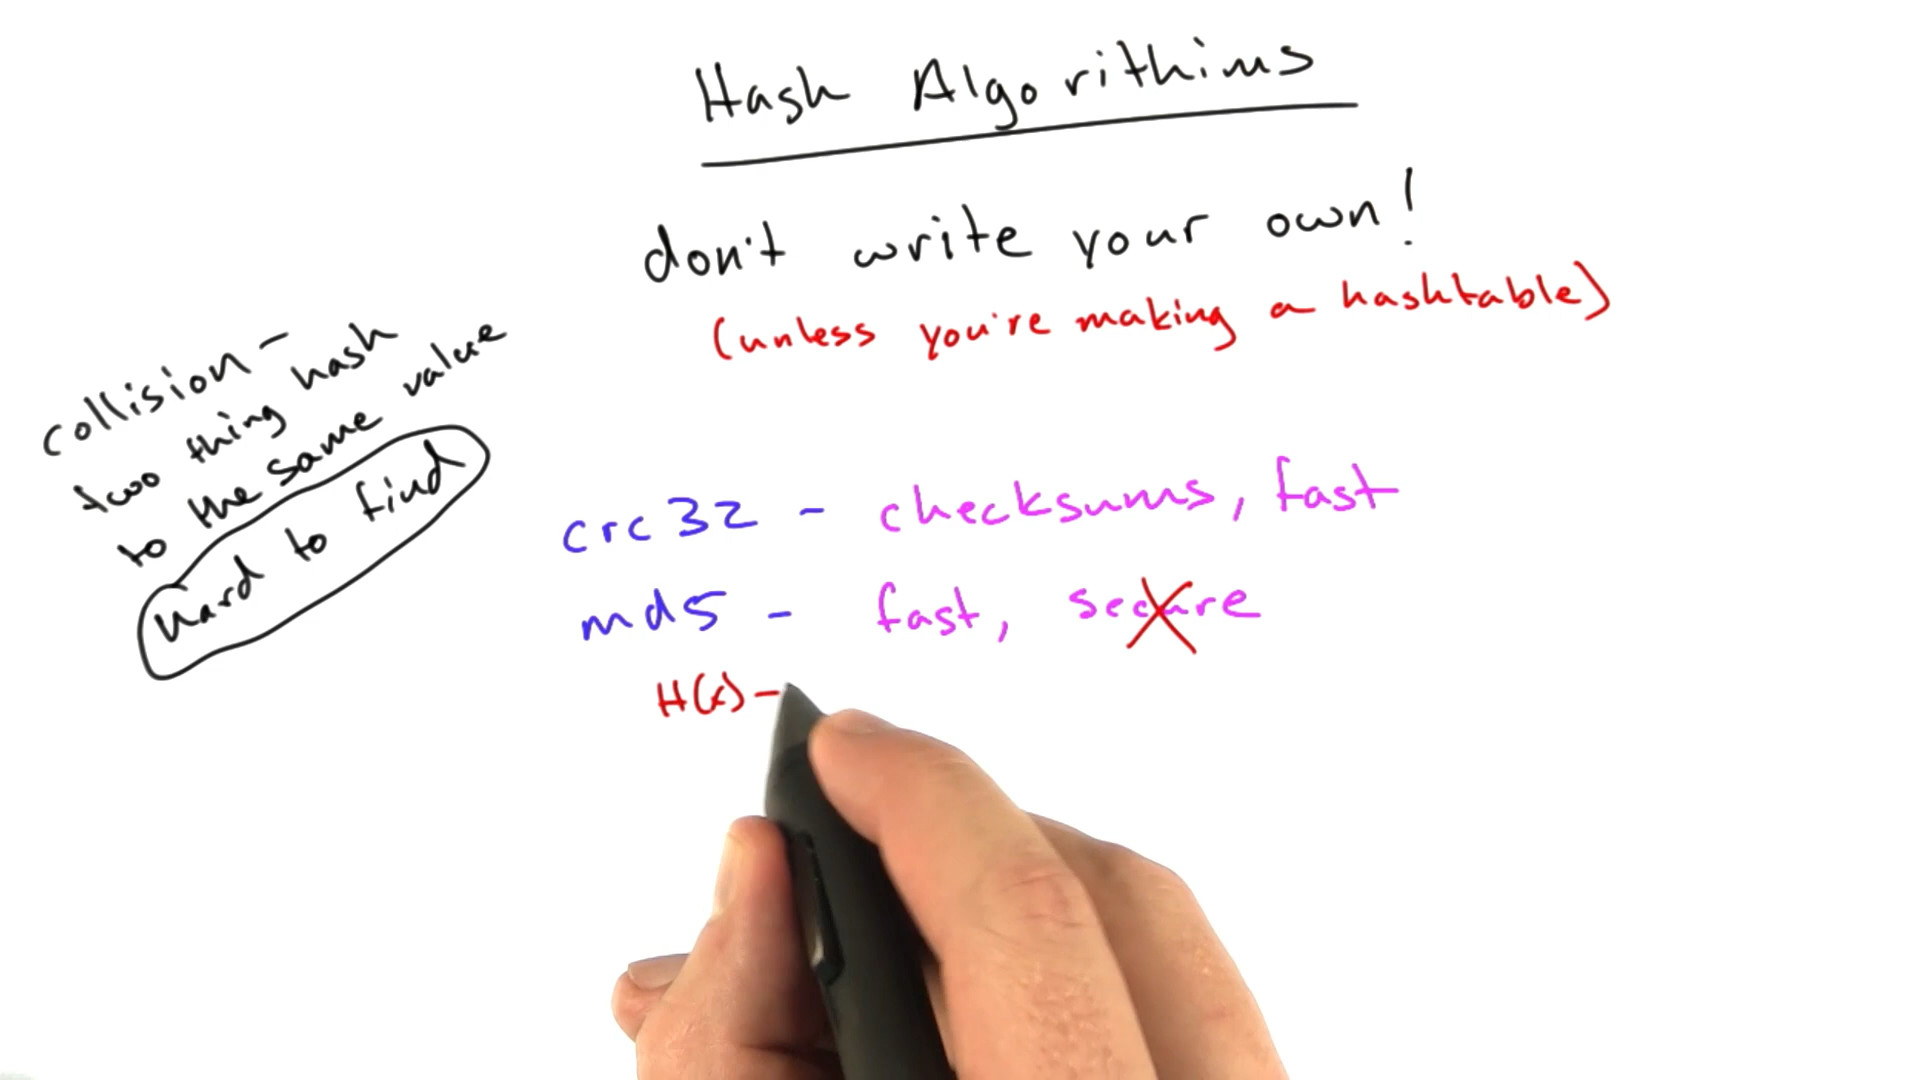 Hash Algorithims
don't write your own!
(unless you're making a hashtable)
collision -
two thing hash
to the same value
hard to find
crc32 - checksums, fast
md5 - fast, secure
H(x) -